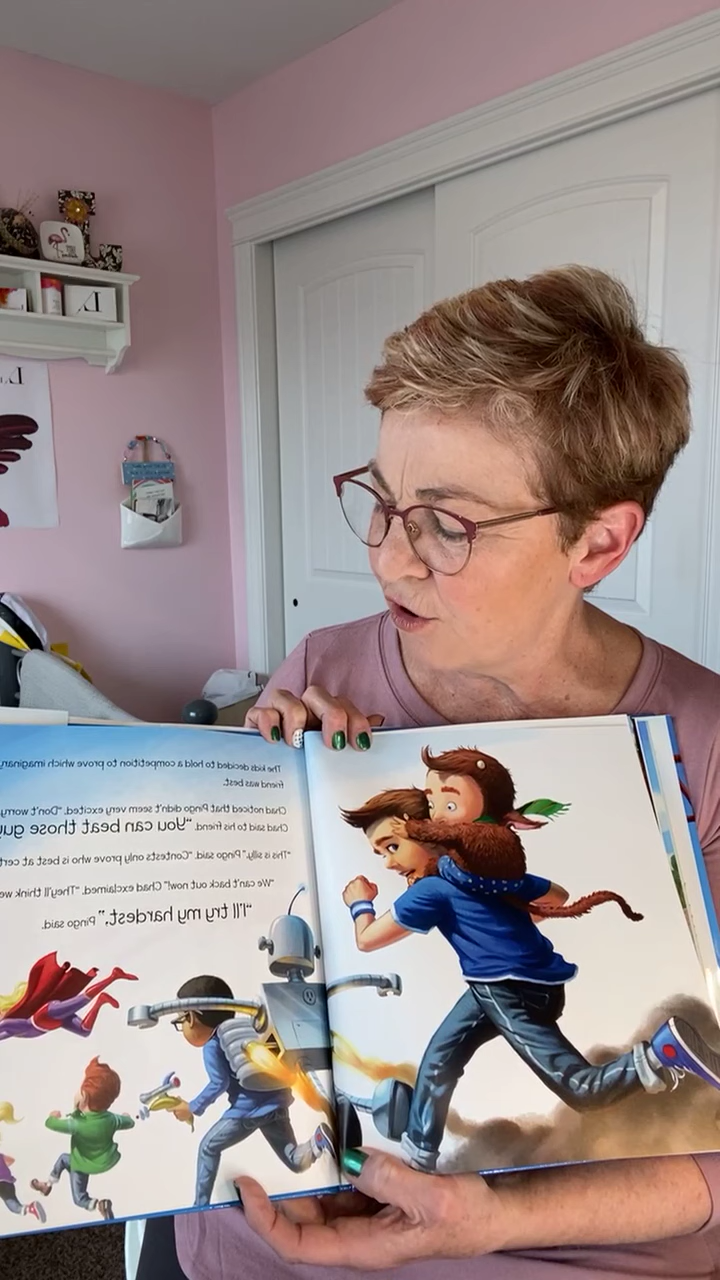 The kids decided to hold a competition to prove which imaginary
friend was best.
Chad noticed that Pingo didn't seem very excited. "Don't worry
Chad said to his friend. "You can beat those guy
"This is silly," Pingo said. "Contests only prove who is best at cert
"We can't back out now!" Chad exclaimed. "They'll think we
"I'll try my hardest," Pingo said.